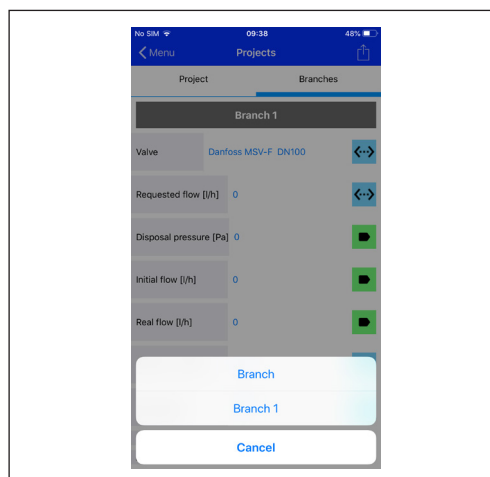 No SIM 09:38 48%
Menu Projects
Project Branches
Branch 1
Valve Danfoss MSV-F DN100
Requested flow [l/h] 0
Disposal pressure [Pa] 0
Initial flow [l/h] 0
Real flow [l/h] 0
Branch
Branch 1
Cancel